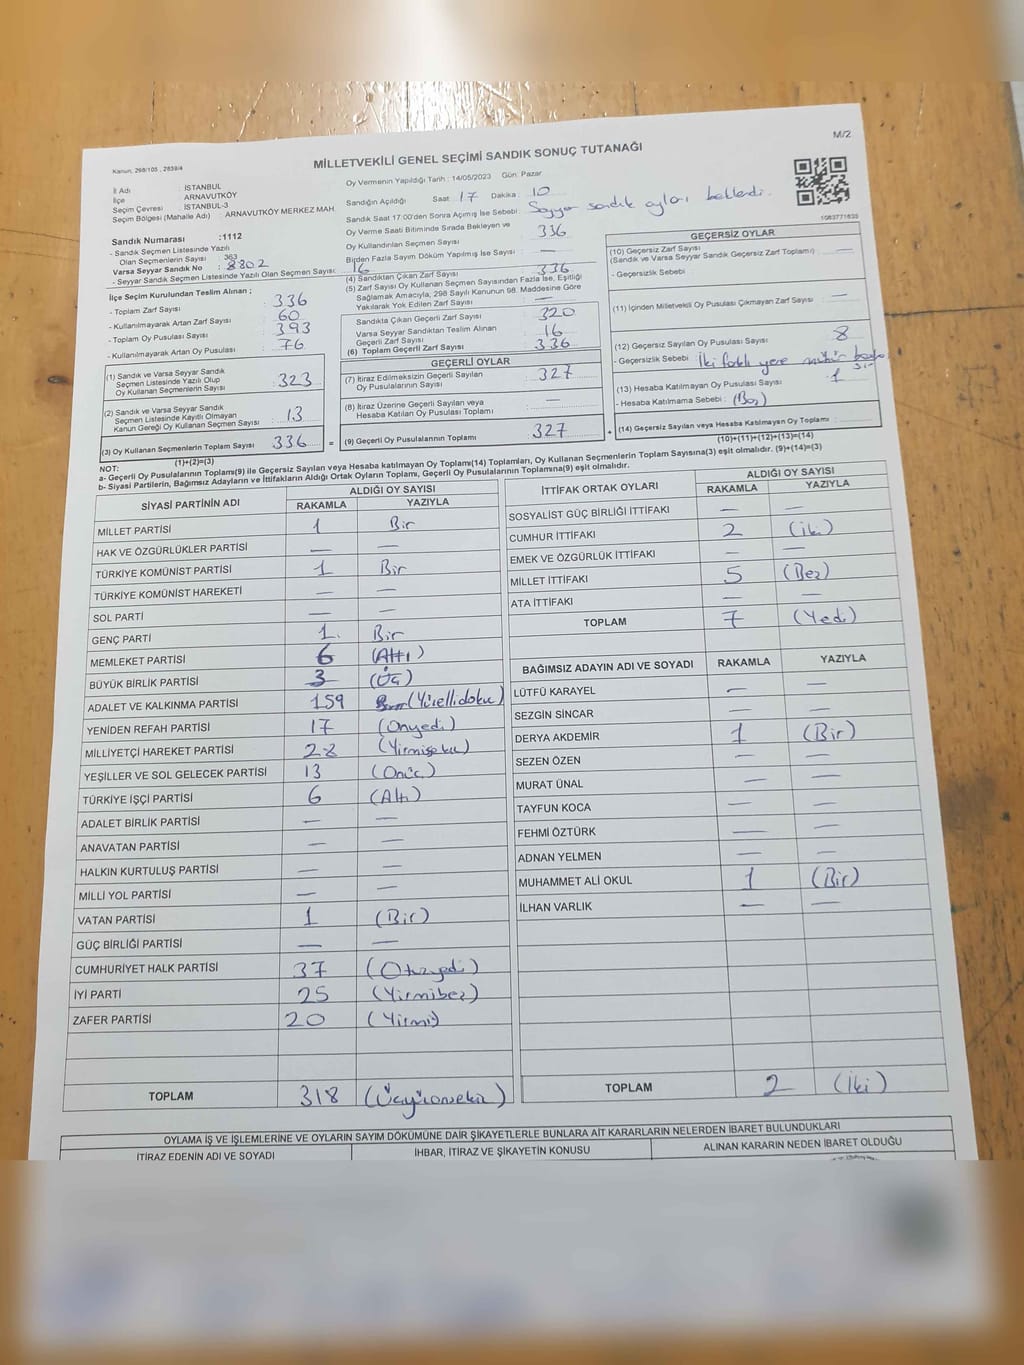 M/2
Kanun, 298/105 , 2839/4
MİLLETVEKİLİ GENEL SEÇİMİ SANDIK SONUÇ TUTANAĞI
İl Adı : İSTANBUL
İlçe : ARNAVUTKÖY
Seçim Çevresi : İSTANBUL-3
Seçim Bölgesi (Mahalle Adı) : ARNAVUTKÖY MERKEZ MAH.
Sandık Numarası :1112
- Sandık Seçmen Listesinde Yazılı
Olan Seçmenlerin Sayısı : 363
Varsa Seyyar Sandık No : 8802
- Seyyar Sandık Seçmen Listesinde Yazılı Olan Seçmen Sayısı: 16
İlçe Seçim Kurulundan Teslim Alınan ;
- Toplam Zarf Sayısı : 336
- Kullanılmayarak Artan Zarf Sayısı : 60
- Toplam Oy Pusulası Sayısı : 393
- Kullanılmayarak Artan Oy Pusulası : 76
(1) Sandık ve Varsa Seyyar Sandık
Seçmen Listesinde Yazılı Olup
Oy Kullanan Seçmenlerin Sayısı : 323
(2) Sandık ve Varsa Seyyar Sandık
Seçmen Listesinde Kayıtlı Olmayan
Kanun Gereği Oy Kullanan Seçmen Sayısı : 13
(3) Oy Kullanan Seçmenlerin Toplam Sayısı : 336 =
(1)+(2)=(3)
Oy Vermenin Yapıldığı Tarih : 14/05/2023 Gün: Pazar
Sandığın Açıldığı Saat : 17 Dakika : 10
Sandık Saat 17:00'den Sonra Açımış İse Sebebi : Seyyar sandık oyları beklendi.
Oy Verme Saati Bitiminde Sırada Bekleyen ve
Oy Kullandırılan Seçmen Sayısı : 336
Birden Fazla Sayım Döküm Yapılmış İse Sayısı : —
(4) Sandıktan Çıkan Zarf Sayısı : 336
(5) Zarf Sayısı Oy Kullanan Seçmen Sayısından Fazla İse, Eşitliği
Sağlamak Amacıyla, 298 Sayılı Kanunun 98. Maddesine Göre
Yakılarak Yok Edilen Zarf Sayısı : —
Sandıkta Çıkan Geçerli Zarf Sayısı : 320
Varsa Seyyar Sandıktan Teslim Alınan
Geçerli Zarf Sayısı : 16
(6) Toplam Geçerli Zarf Sayısı : 336
GEÇERLİ OYLAR
(7) İtiraz Edilmeksizin Geçerli Sayılan
Oy Pusulalarının Sayısı : 327
(8) İtiraz Üzerine Geçerli Sayılan veya
Hesaba Katılan Oy Pusulası Toplamı : —
(9) Geçerli Oy Pusulalarının Toplamı : 327 +
1083771635
GEÇERSİZ OYLAR
(10) Geçersiz Zarf Sayısı : —
(Sandık ve Varsa Seyyar Sandık Geçersiz Zarf Toplamı)
- Geçersizlik Sebebi :
(11) İçinden Milletvekili Oy Pusulası Çıkmayan Zarf Sayısı : —
(12) Geçersiz Sayılan Oy Pusulası Sayısı : 8
- Geçersizlik Sebebi : İki farklı yere mühür
(13) Hesaba Katılmayan Oy Pusulası Sayısı : 1
- Hesaba Katılmama Sebebi : (Boş)
(14) Geçersiz Sayılan veya Hesaba Katılmayan Oy Toplamı :
(10)+(11)+(12)+(13)=(14)
NOT:
a- Geçerli Oy Pusulalarının Toplamı(9) ile Geçersiz Sayılan veya Hesaba katılmayan Oy Toplamı(14) Toplamları, Oy Kullanan Seçmenlerin Toplam Sayısına(3) eşit olmalıdır. (9)+(14)=(3)
b- Siyasi Partilerin, Bağımsız Adayların ve İttifakların Aldığı Ortak Oyların Toplamı, Geçerli Oy Pusulalarının Toplamına(9) eşit olmalıdır.
SİYASİ PARTİNİN ADI ALDIĞI OY SAYISI
RAKAMLA YAZIYLA
MİLLET PARTİSİ 1 Bir
HAK VE ÖZGÜRLÜKLER PARTİSİ — —
TÜRKİYE KOMÜNİST PARTİSİ 1 Bir
TÜRKİYE KOMÜNİST HAREKETİ — —
SOL PARTİ — —
GENÇ PARTİ 1. Bir
MEMLEKET PARTİSİ 6 (Altı)
BÜYÜK BİRLİK PARTİSİ 3 (Üç)
ADALET VE KALKINMA PARTİSİ 159 (Yüzellidoku)
YENİDEN REFAH PARTİSİ 17 (Onyedi)
MİLLİYETÇİ HAREKET PARTİSİ 28 (Yirmisekiz)
YEŞİLLER VE SOL GELECEK PARTİSİ 13 (Onüç)
TÜRKİYE İŞÇİ PARTİSİ 6 (Altı)
ADALET BİRLİK PARTİSİ — —
ANAVATAN PARTİSİ — —
HALKIN KURTULUŞ PARTİSİ — —
MİLLİ YOL PARTİSİ — —
VATAN PARTİSİ 1 (Bir)
GÜÇ BİRLİĞİ PARTİSİ — —
CUMHURİYET HALK PARTİSİ 37 (Otuzyedi)
İYİ PARTİ 25 (Yirmibeş)
ZAFER PARTİSİ 20 (Yirmi)
TOPLAM 318 (Üçyüzonsekiz)
İTTİFAK ORTAK OYLARI ALDIĞI OY SAYISI
RAKAMLA YAZIYLA
SOSYALİST GÜÇ BİRLİĞİ İTTİFAKI — —
CUMHUR İTTİFAKI 2 (İki)
EMEK VE ÖZGÜRLÜK İTTİFAKI — —
MİLLET İTTİFAKI 5 (Beş)
ATA İTTİFAKI — —
TOPLAM 7 (Yedi)
BAĞIMSIZ ADAYIN ADI VE SOYADI RAKAMLA YAZIYLA
LÜTFÜ KARAYEL — —
SEZGİN SİNCAR — —
DERYA AKDEMİR 1 (Bir)
SEZEN ÖZEN — —
MURAT ÜNAL — —
TAYFUN KOCA — —
FEHMİ ÖZTÜRK — —
ADNAN YELMEN — —
MUHAMMET ALİ OKUL 1 (Bir)
İLHAN VARLIK — —
TOPLAM 2 (İki)
OYLAMA İŞ VE İŞLEMLERİNE VE OYLARIN SAYIM DÖKÜMÜNE DAİR ŞİKAYETLERLE BUNLARA AİT KARARLARIN NELERDEN İBARET BULUNDUKLARI
İTİRAZ EDENİN ADI VE SOYADI İHBAR, İTİRAZ VE ŞİKAYETİN KONUSU ALINAN KARARIN NEDEN İBARET OLDUĞU